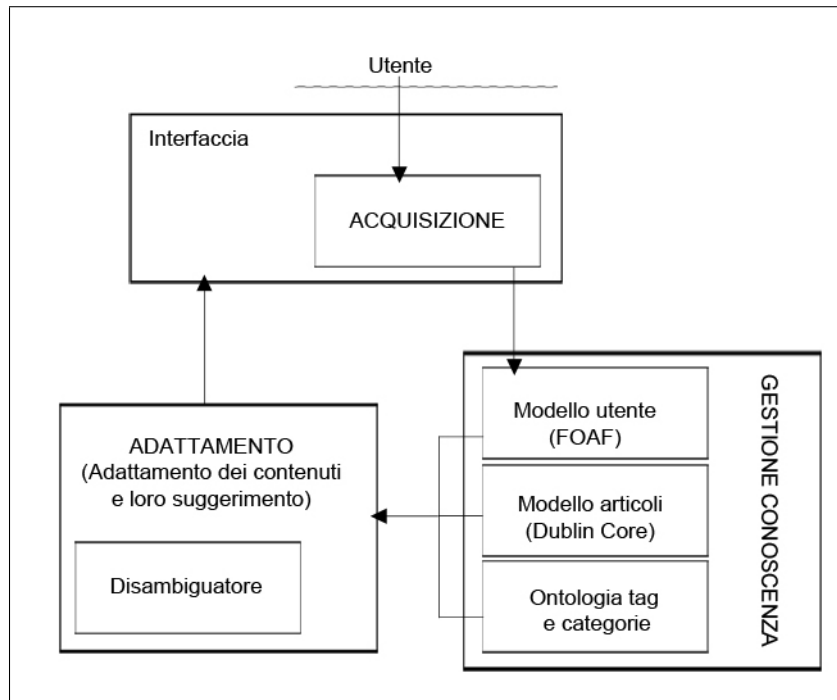 Utente
Interfaccia
ACQUISIZIONE
Modello utente
(FOAF)
Modello articoli
(Dublin Core)
Ontologia tag
e categorie
GESTIONE CONOSCENZA
ADATTAMENTO
(Adattamento dei contenuti
e loro suggerimento)
Disambiguatore